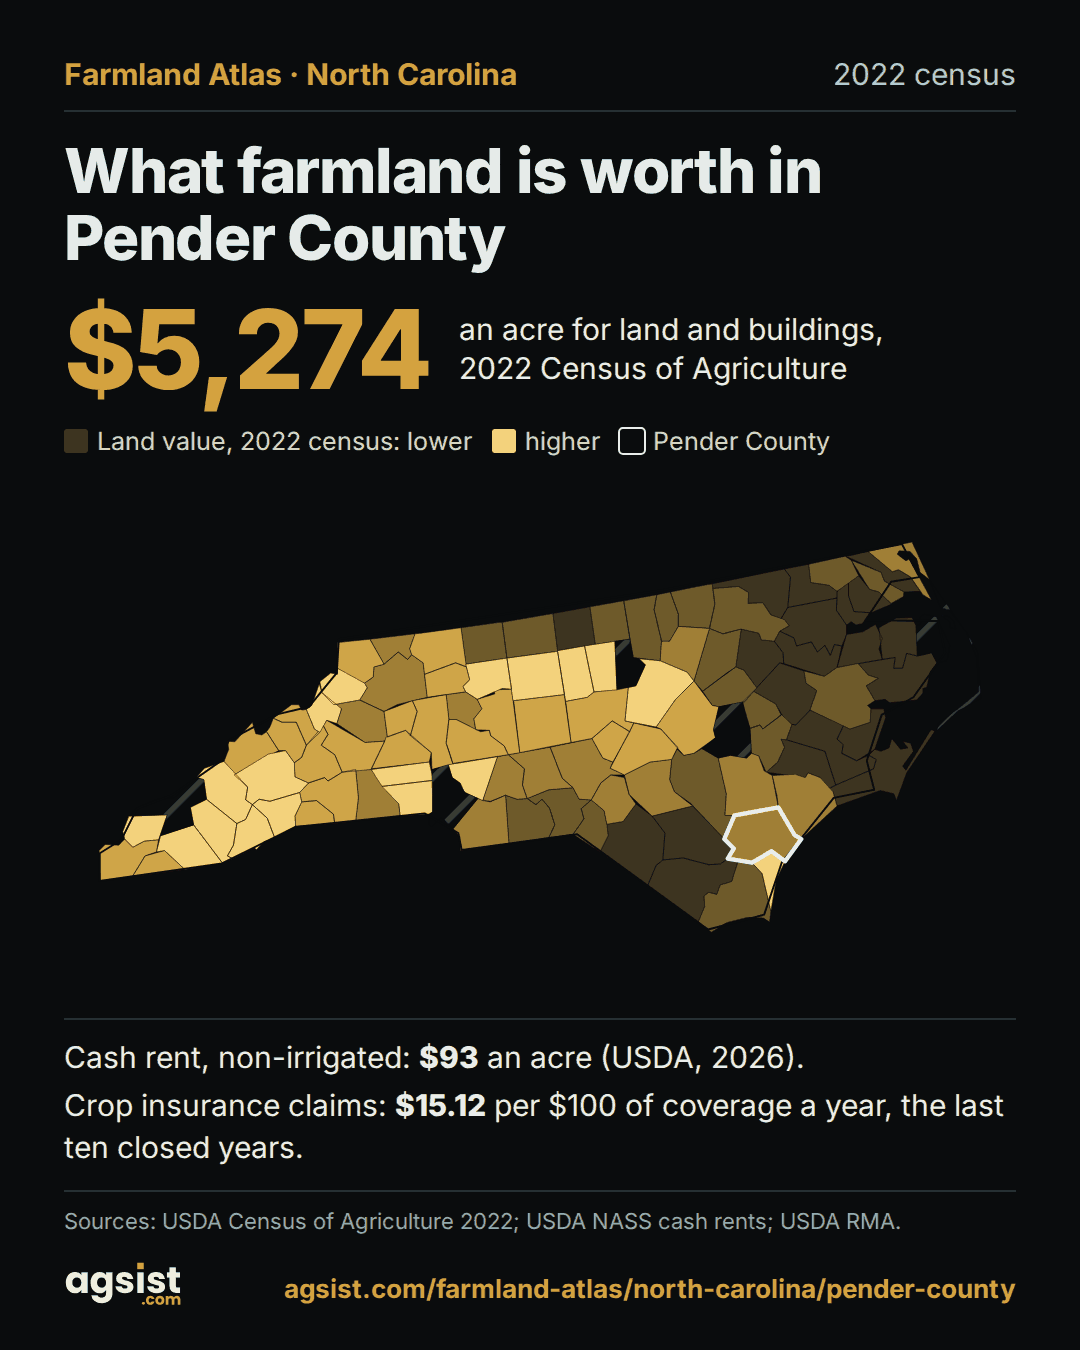 Farmland Atlas · North Carolina
2022 census
What farmland is worth in
Pender County
$5,274
an acre for land and buildings,
2022 Census of Agriculture
Land value, 2022 census: lower
higher
Pender County
Cash rent, non-irrigated: $93 an acre (USDA, 2026).
Crop insurance claims: $15.12 per $100 of coverage a year, the last
ten closed years.
Sources: USDA Census of Agriculture 2022; USDA NASS cash rents; USDA RMA.
agsist
.com
agsist.com/farmland-atlas/north-carolina/pender-county